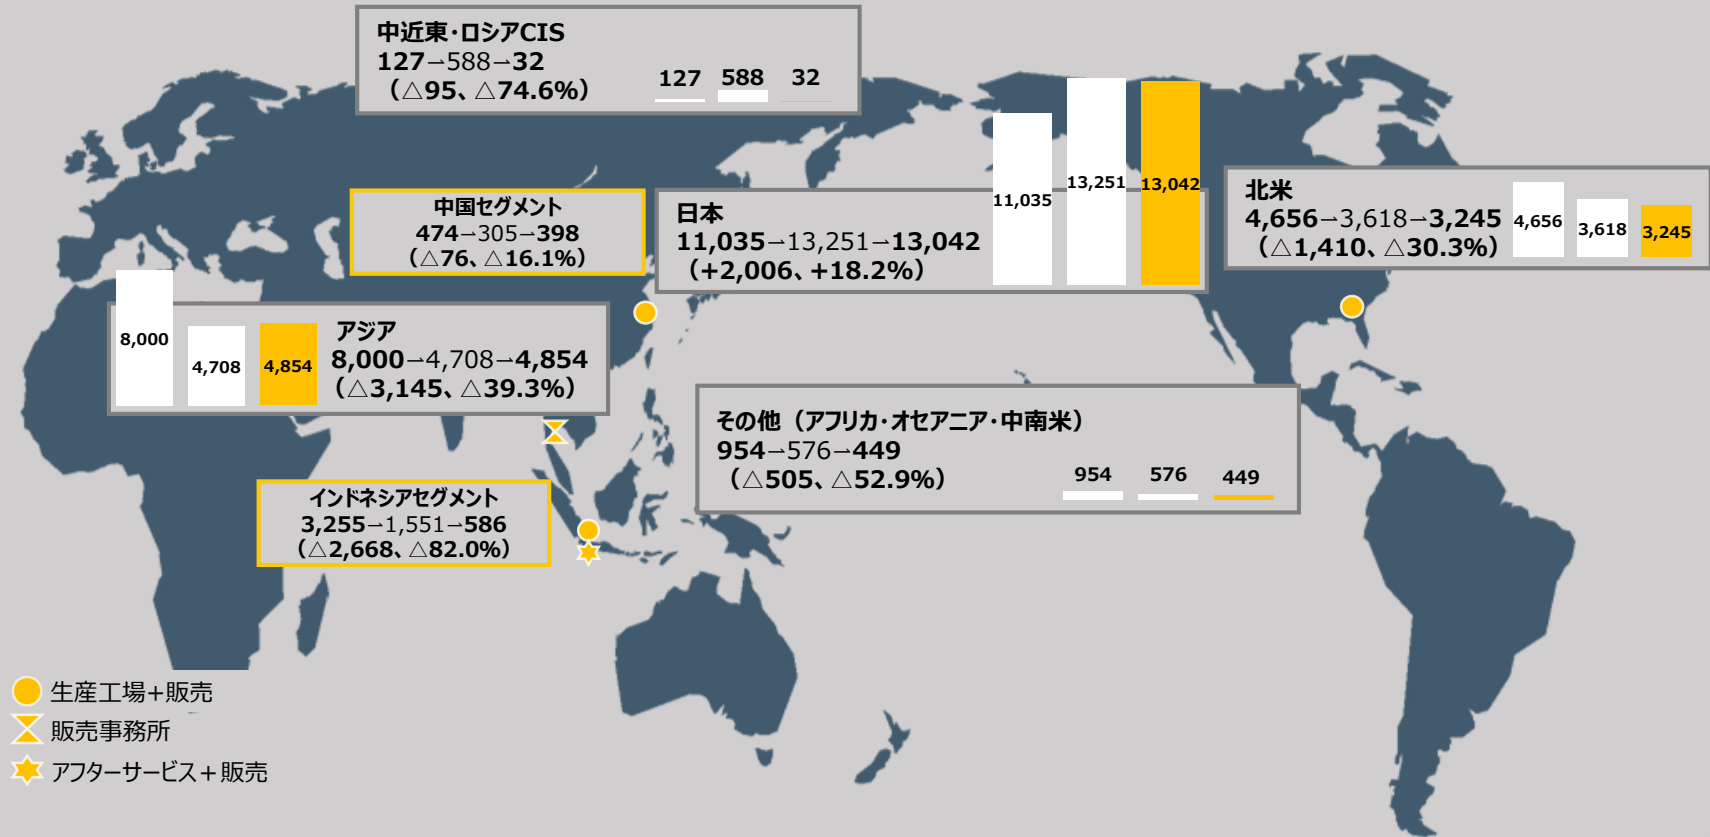 中近東・ロシアCIS
127→588→32
（△95、△74.6%）
127 588 32
中国セグメント
474→305→398
（△76、△16.1%）
日本
11,035→13,251→13,042
（+2,006、+18.2%）
11,035 13,251 13,042
北米
4,656→3,618→3,245
（△1,410、△30.3%）
4,656 3,618 3,245
アジア
8,000→4,708→4,854
（△3,145、△39.3%）
8,000 4,708 4,854
その他（アフリカ・オセアニア・中南米）
954→576→449
（△505、△52.9%）
954 576 449
インドネシアセグメント
3,255→1,551→586
（△2,668、△82.0%）
生産工場+販売
販売事務所
アフターサービス+販売